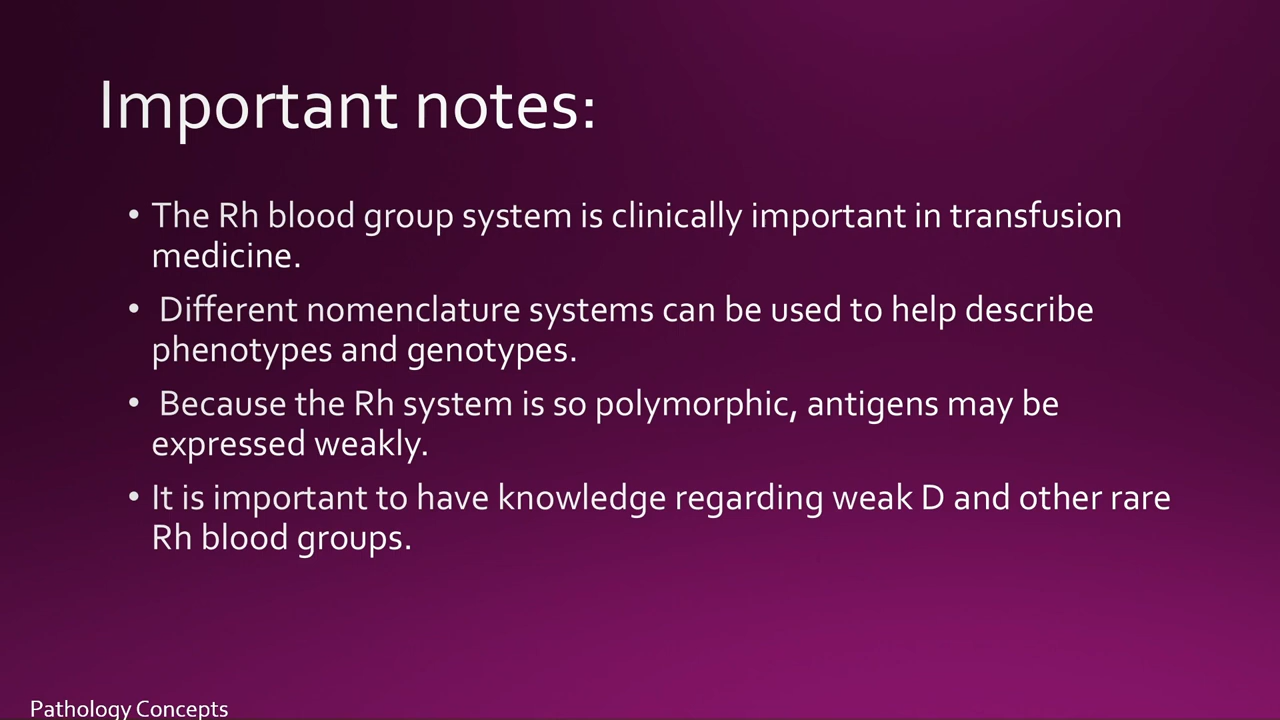 Important notes:
• The Rh blood group system is clinically important in transfusion
medicine.
• Different nomenclature systems can be used to help describe
phenotypes and genotypes.
• Because the Rh system is so polymorphic, antigens may be
expressed weakly.
• It is important to have knowledge regarding weak D and other rare
Rh blood groups.
Pathology Concepts